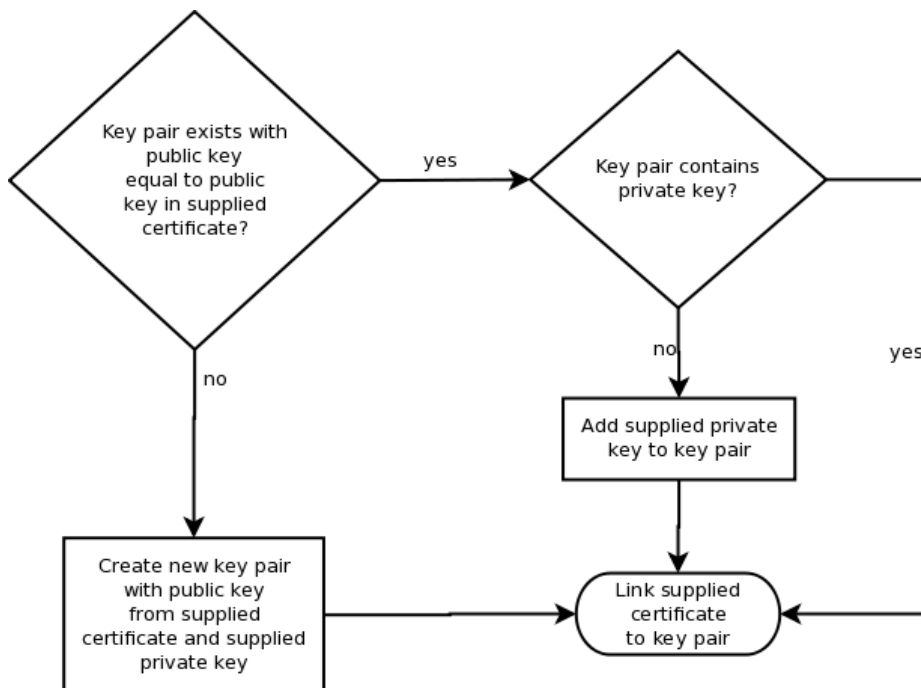 Key pair exists with
public key
equal to public
key in supplied
certificate?
yes
Key pair contains
private key?
no
yes
no
Add supplied private
key to key pair
Create new key pair
with public key
from supplied
certificate and supplied
private key
Link supplied
certificate
to key pair